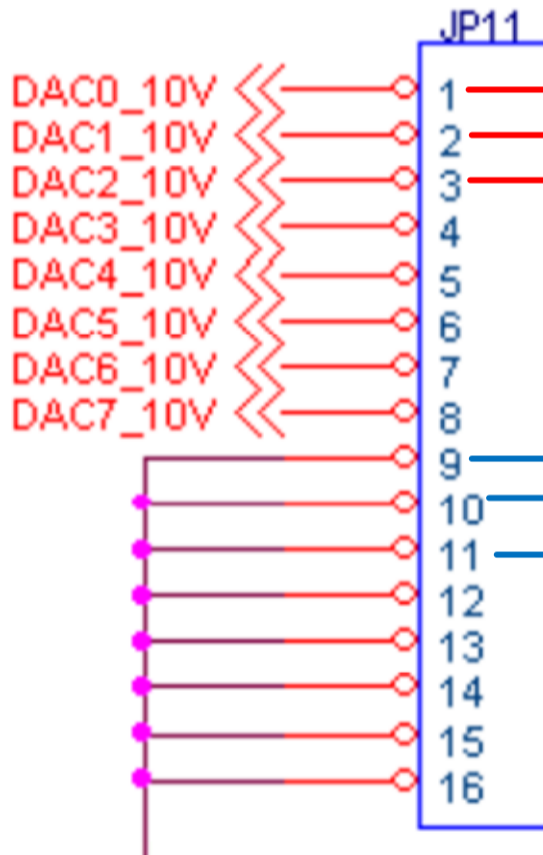 JP11
DAC0_10V 1
DAC1_10V 2
DAC2_10V 3
DAC3_10V 4
DAC4_10V 5
DAC5_10V 6
DAC6_10V 7
DAC7_10V 8
9
10
11
12
13
14
15
16